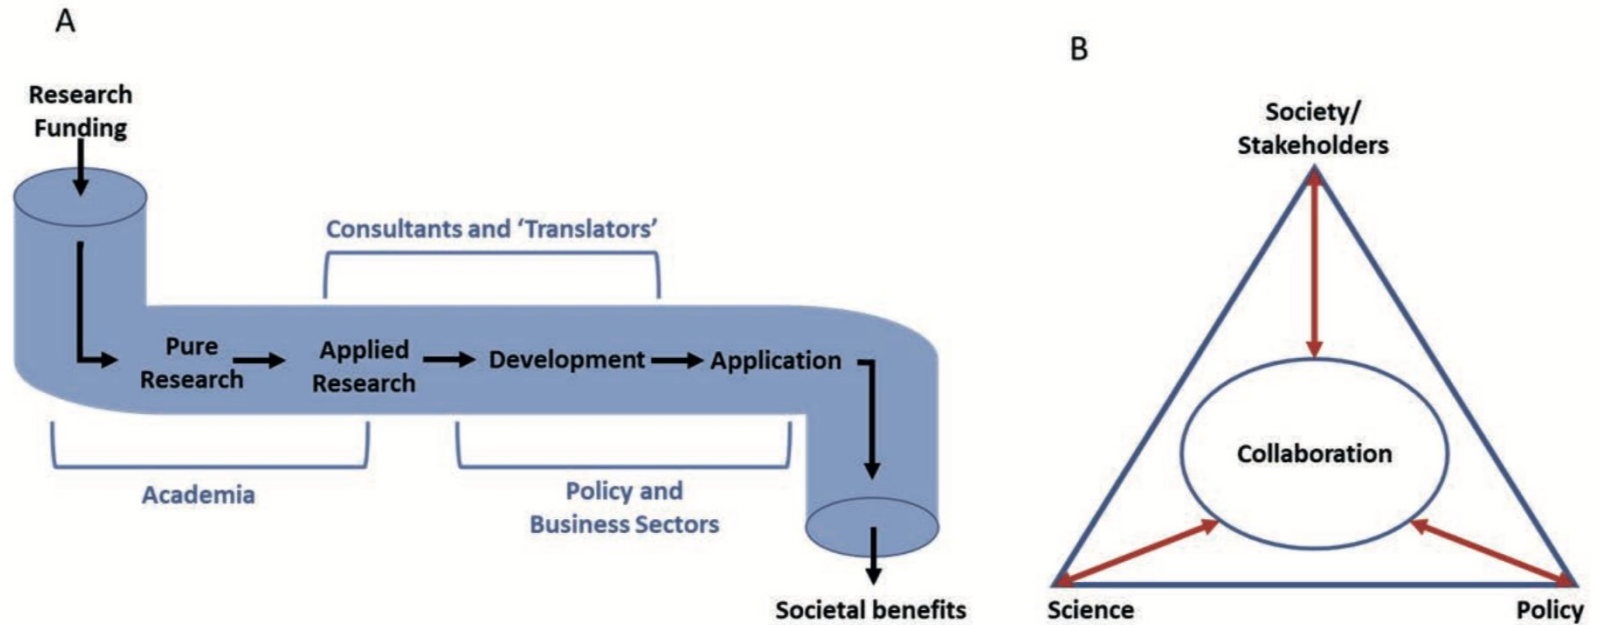 A
Research
Funding
Consultants and ‘Translators’
Pure
Research
Applied
Research
Development
Application
Academia
Policy and
Business Sectors
Societal benefits
B
Society/
Stakeholders
Collaboration
Science
Policy